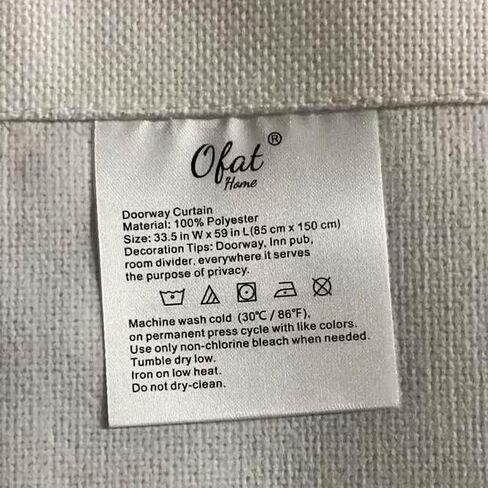 Ofat®
Home
Doorway Curtain
Material: 100% Polyester
Size: 33.5 in W x 59 in L(85 cm x 150 cm)
Decoration Tips: Doorway, Inn pub,
room divider, everywhere it serves
the purpose of privacy.
Machine wash cold (30℃/86℉),
on permanent press cycle with like colors.
Use only non-chlorine bleach when needed.
Tumble dry low.
Iron on low heat.
Do not dry-clean.